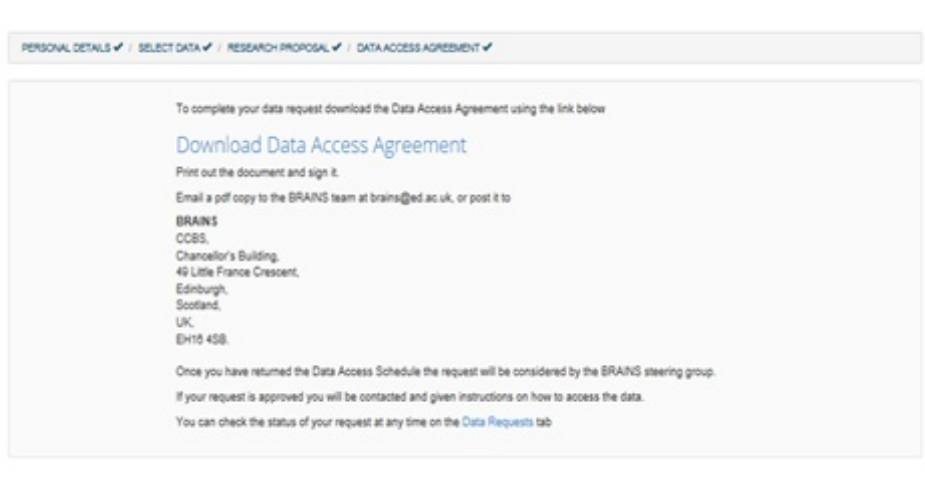 PERSONAL DETAILS ✔ / SELECT DATA ✔ / RESEARCH PROPOSAL ✔ / DATA ACCESS AGREEMENT ✔
To complete your data request download the Data Access Agreement using the link below
Download Data Access Agreement
Print out the document and sign it.
Email a pdf copy to the BRAINS team at brains@ed.ac.uk, or post it to
BRAINS
CCBS,
Chancellor's Building,
49 Little France Crescent,
Edinburgh,
Scotland,
UK,
EH16 4SB.
Once you have returned the Data Access Schedule the request will be considered by the BRAINS steering group.
If your request is approved you will be contacted and given instructions on how to access the data.
You can check the status of your request at any time on the Data Requests tab